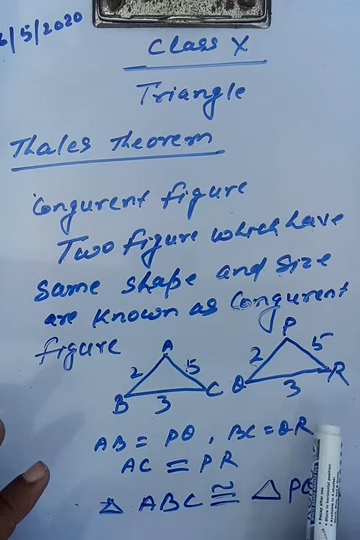 2/5/2020
Class X
Triangle
Thales Theorem
Congurent figure
Two figure which have
same shape and size
are known as Congurent
figure
A
2 5
B 3 C
P
2 5
Q 3 R
AB = PQ , BC = QR
AC = PR
Δ ABC ≅ Δ PQ